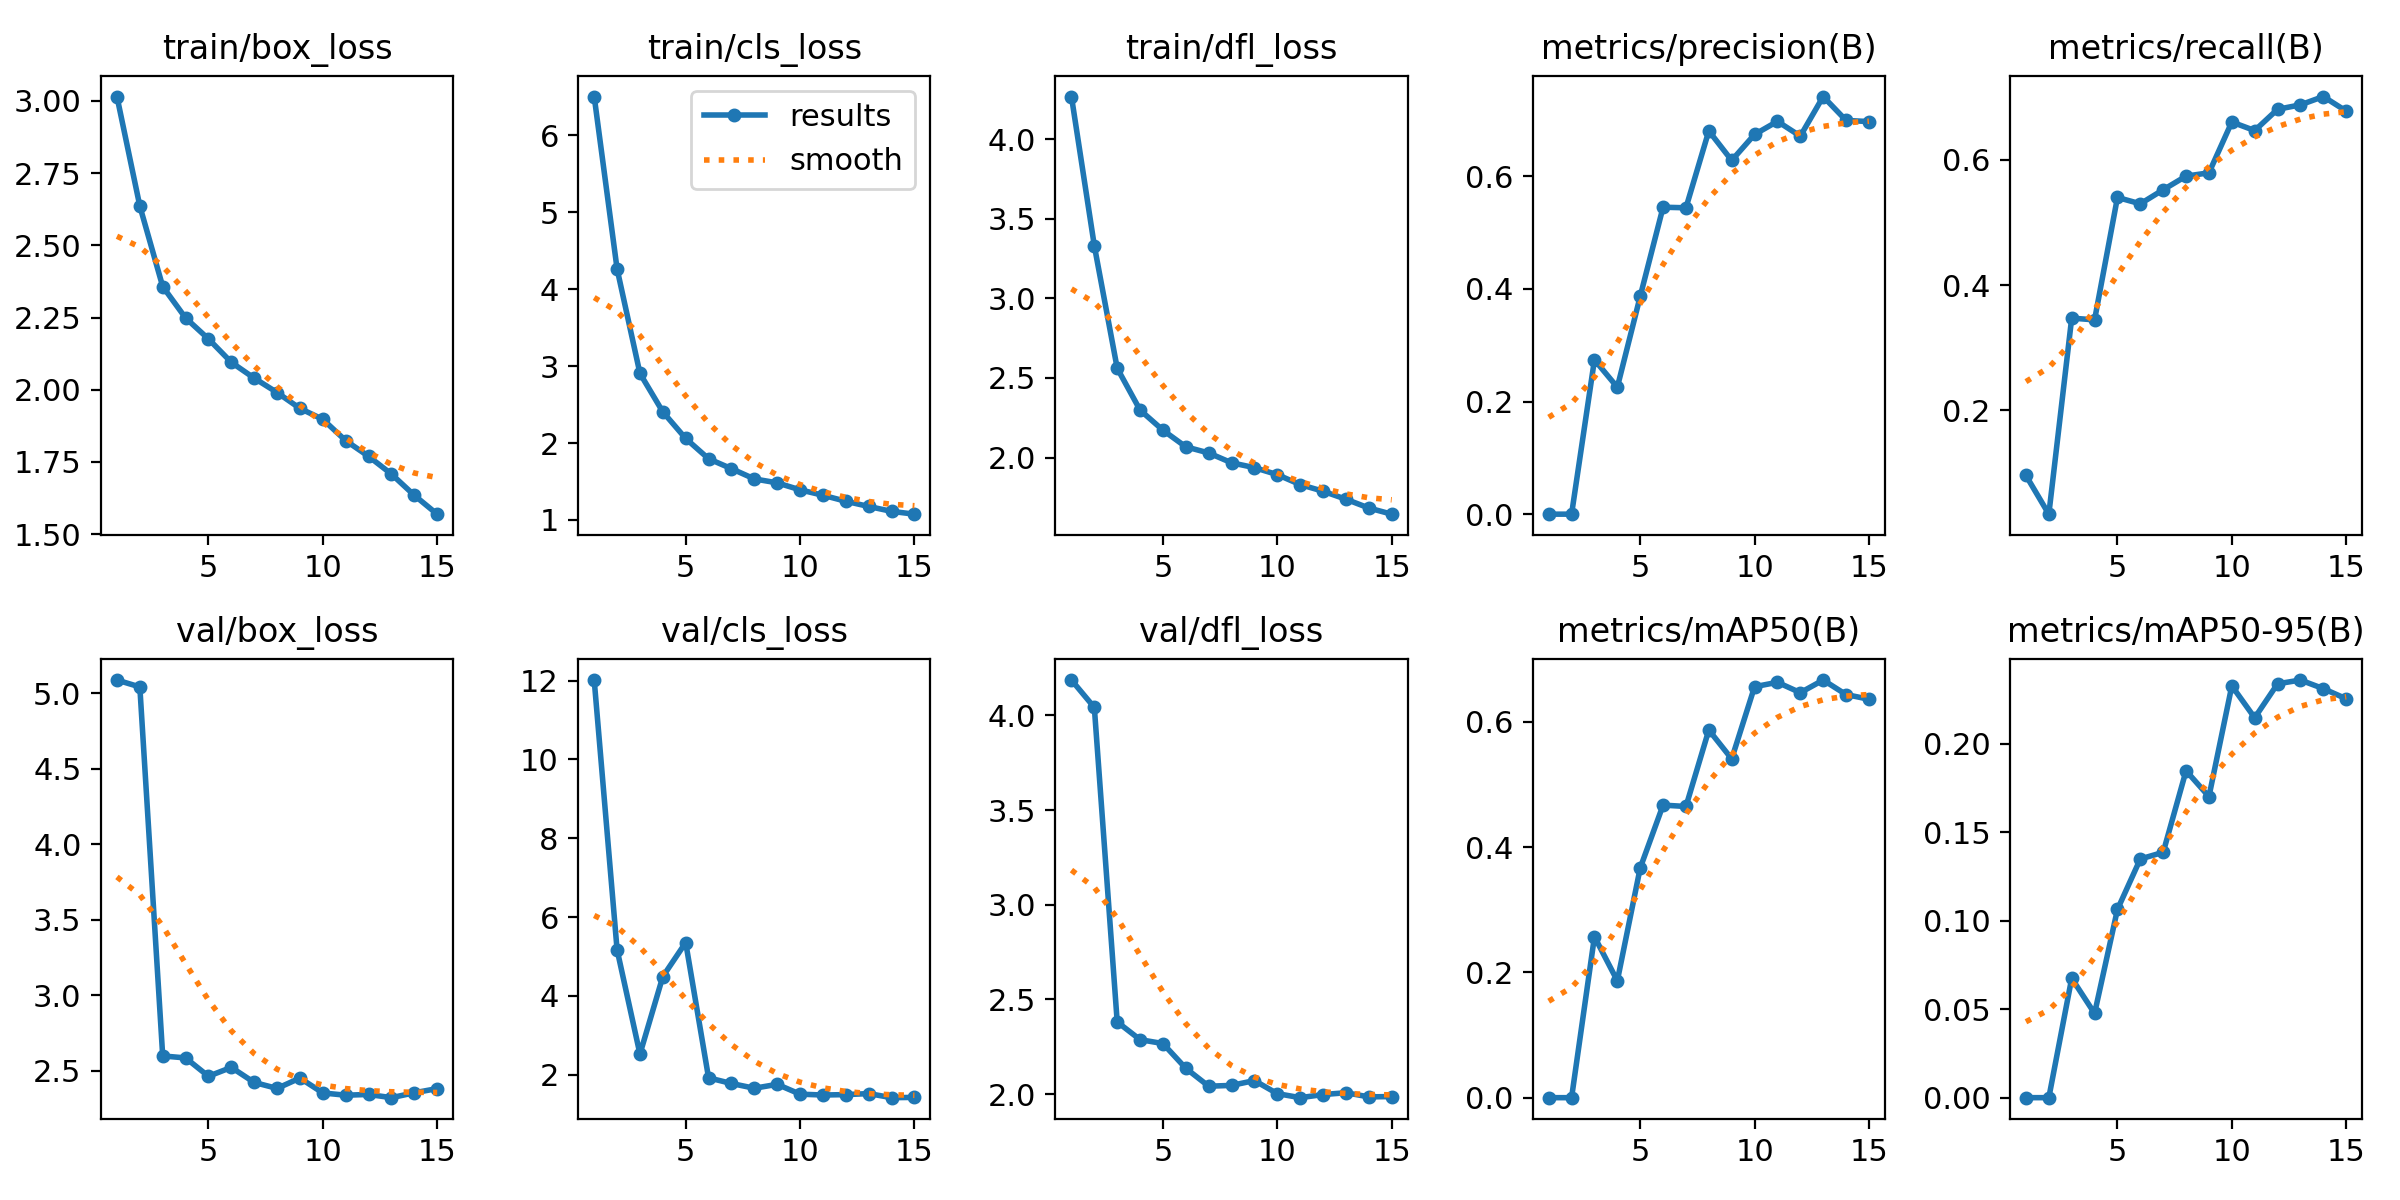 train/box_loss
3.00
2.75
2.50
2.25
2.00
1.75
1.50
5 10 15
train/cls_loss
results
smooth
6
5
4
3
2
1
5 10 15
train/dfl_loss
4.0
3.5
3.0
2.5
2.0
5 10 15
metrics/precision(B)
0.6
0.4
0.2
0.0
5 10 15
metrics/recall(B)
0.6
0.4
0.2
5 10 15
val/box_loss
5.0
4.5
4.0
3.5
3.0
2.5
5 10 15
val/cls_loss
12
10
8
6
4
2
5 10 15
val/dfl_loss
4.0
3.5
3.0
2.5
2.0
5 10 15
metrics/mAP50(B)
0.6
0.4
0.2
0.0
5 10 15
metrics/mAP50-95(B)
0.20
0.15
0.10
0.05
0.00
5 10 15